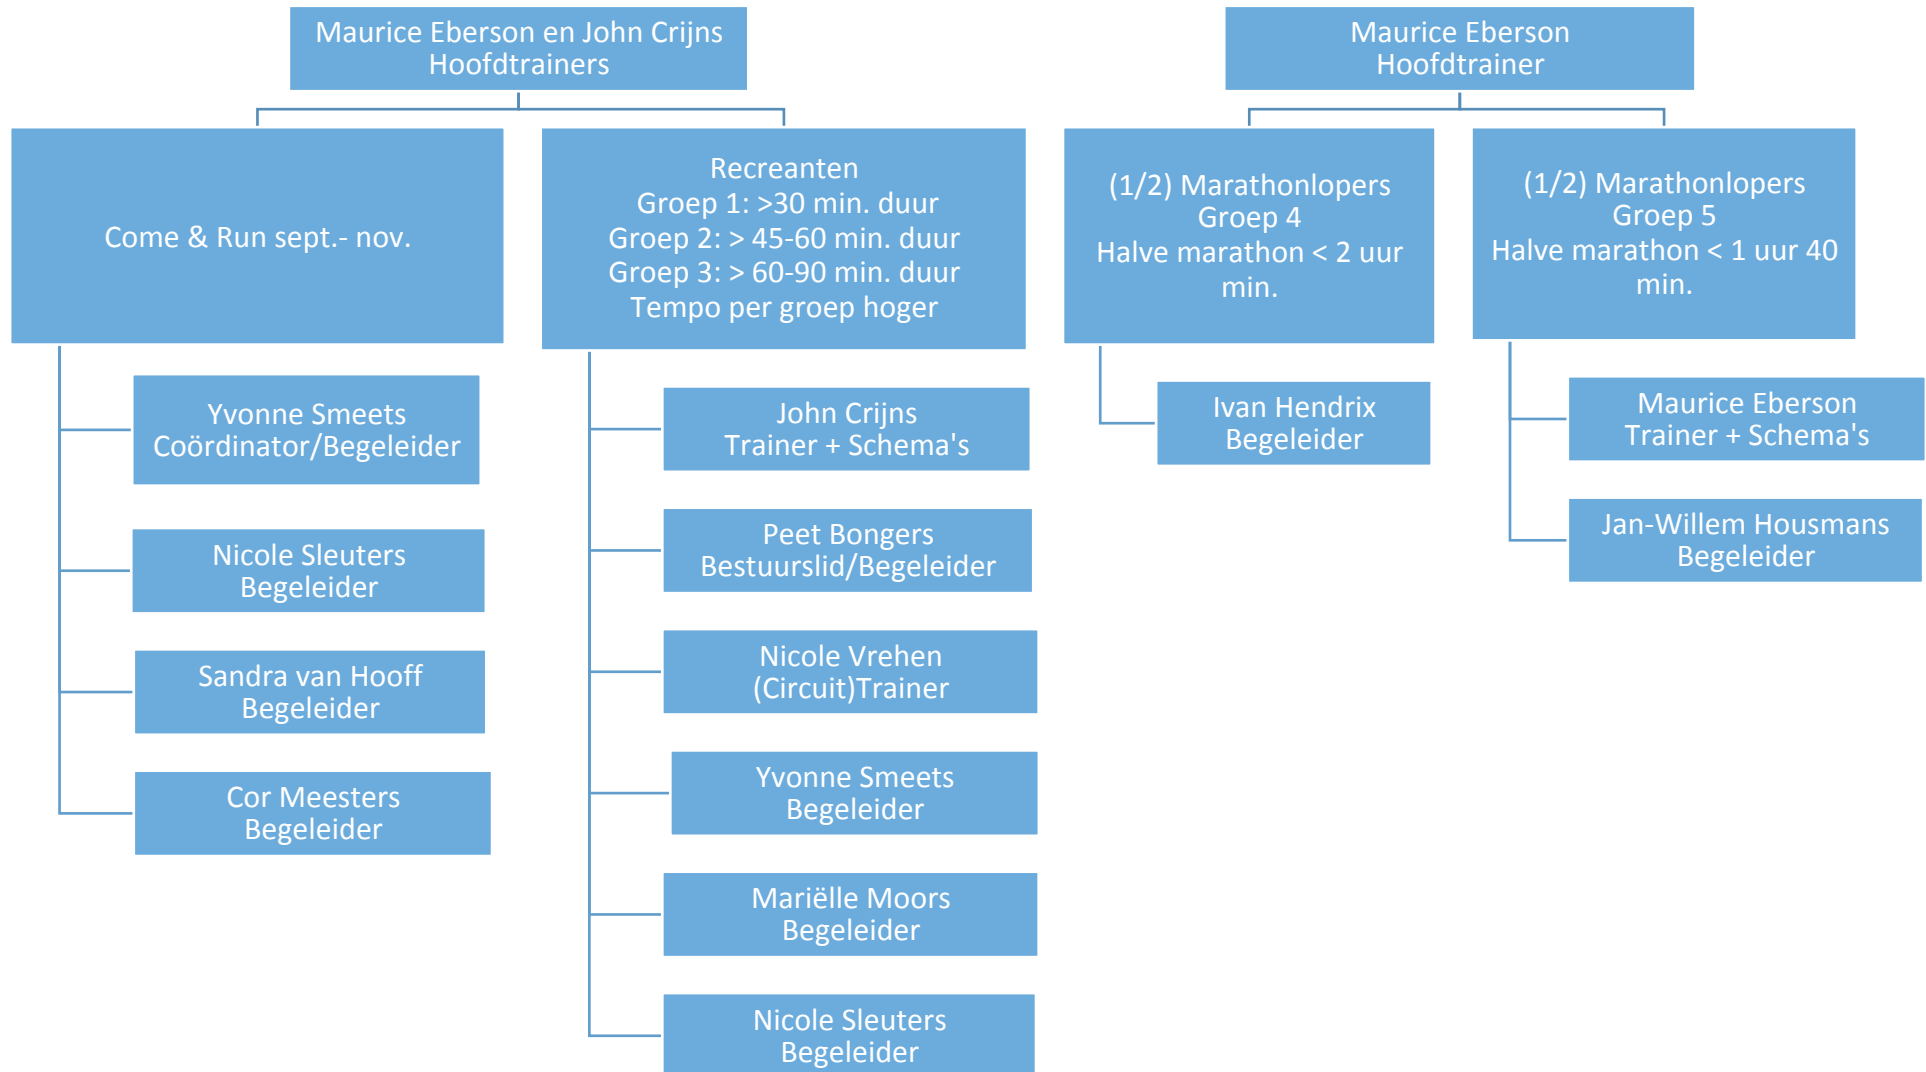 Maurice Eberson en John Crijns
Hoofdtrainers
Come & Run sept.- nov.
Yvonne Smeets
Coördinator/Begeleider
Nicole Sleuters
Begeleider
Sandra van Hooff
Begeleider
Cor Meesters
Begeleider
Recreanten
Groep 1: >30 min. duur
Groep 2: > 45-60 min. duur
Groep 3: > 60-90 min. duur
Tempo per groep hoger
John Crijns
Trainer + Schema's
Peet Bongers
Bestuurslid/Begeleider
Nicole Vrehen
(Circuit)Trainer
Yvonne Smeets
Begeleider
Mariëlle Moors
Begeleider
Nicole Sleuters
Begeleider
Maurice Eberson
Hoofdtrainer
(1/2) Marathonlopers
Groep 4
Halve marathon < 2 uur
min.
Ivan Hendrix
Begeleider
(1/2) Marathonlopers
Groep 5
Halve marathon < 1 uur 40
min.
Maurice Eberson
Trainer + Schema's
Jan-Willem Housmans
Begeleider